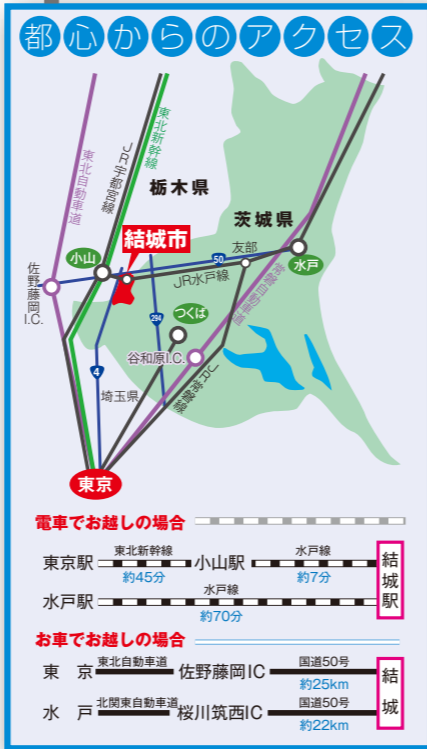 都心からのアクセス
東北自動車道
JR宇都宮線
東北新幹線
栃木県
茨城県
小山
結城市
50
友部
水戸
JR水戸線
佐野藤岡
I.C.
294
つくば
常磐自動車道
谷和原I.C.
4
埼玉県
JR常磐線
東京
電車でお越しの場合
東京駅 東北新幹線 約45分 小山駅 水戸線 約7分
水戸駅 水戸線 約70分
結城駅
お車でお越しの場合
東 京 東北自動車道 佐野藤岡IC 国道50号 約25km
水 戸 北関東自動車道 桜川筑西IC 国道50号 約22km
結城